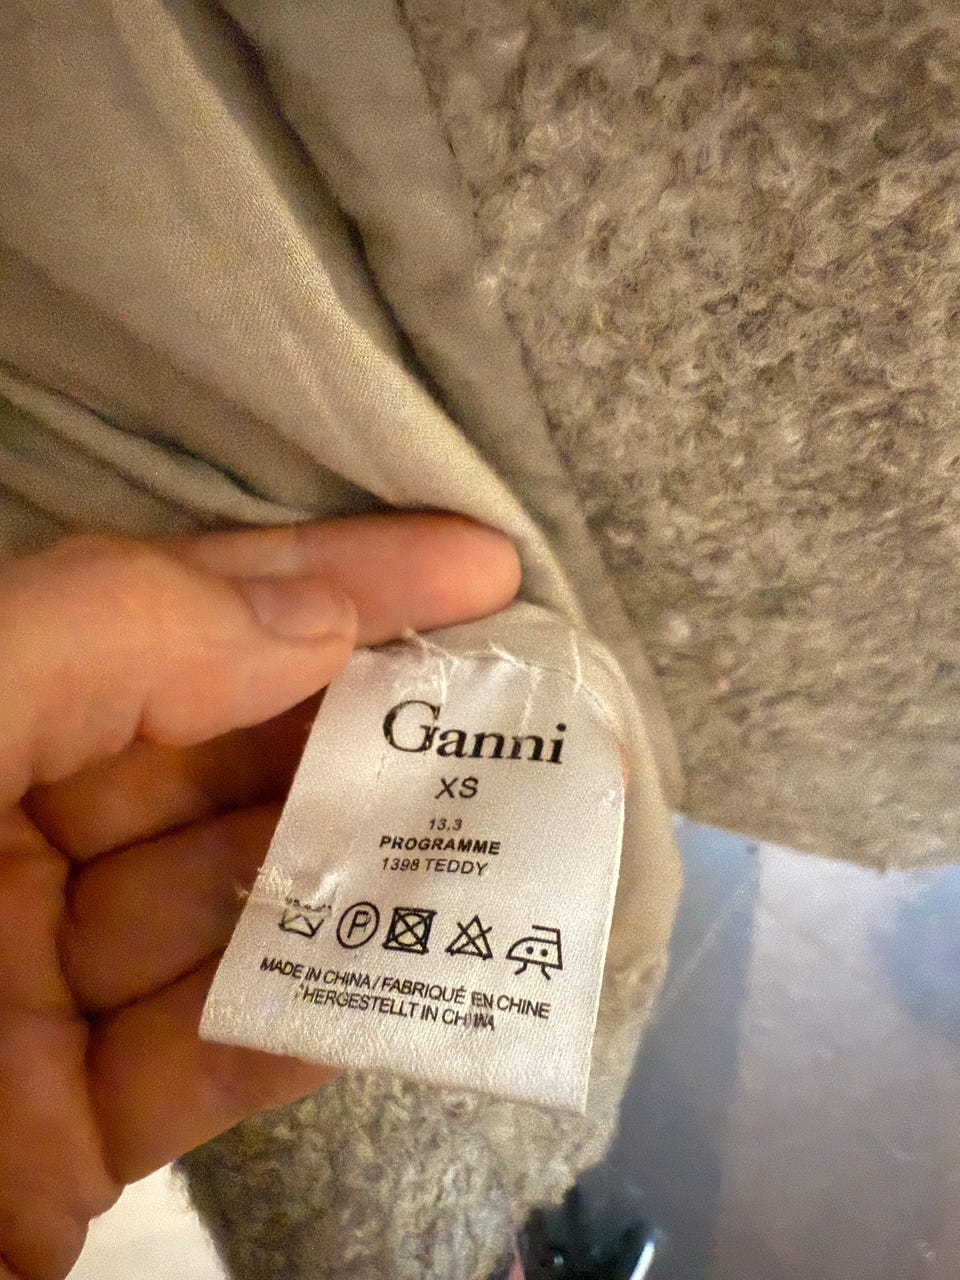 Ganni
XS
13.3
PROGRAMME
1398 TEDDY
P
MADE IN CHINA / FABRIQUÉ EN CHINE
HERGESTELLT IN CHINA